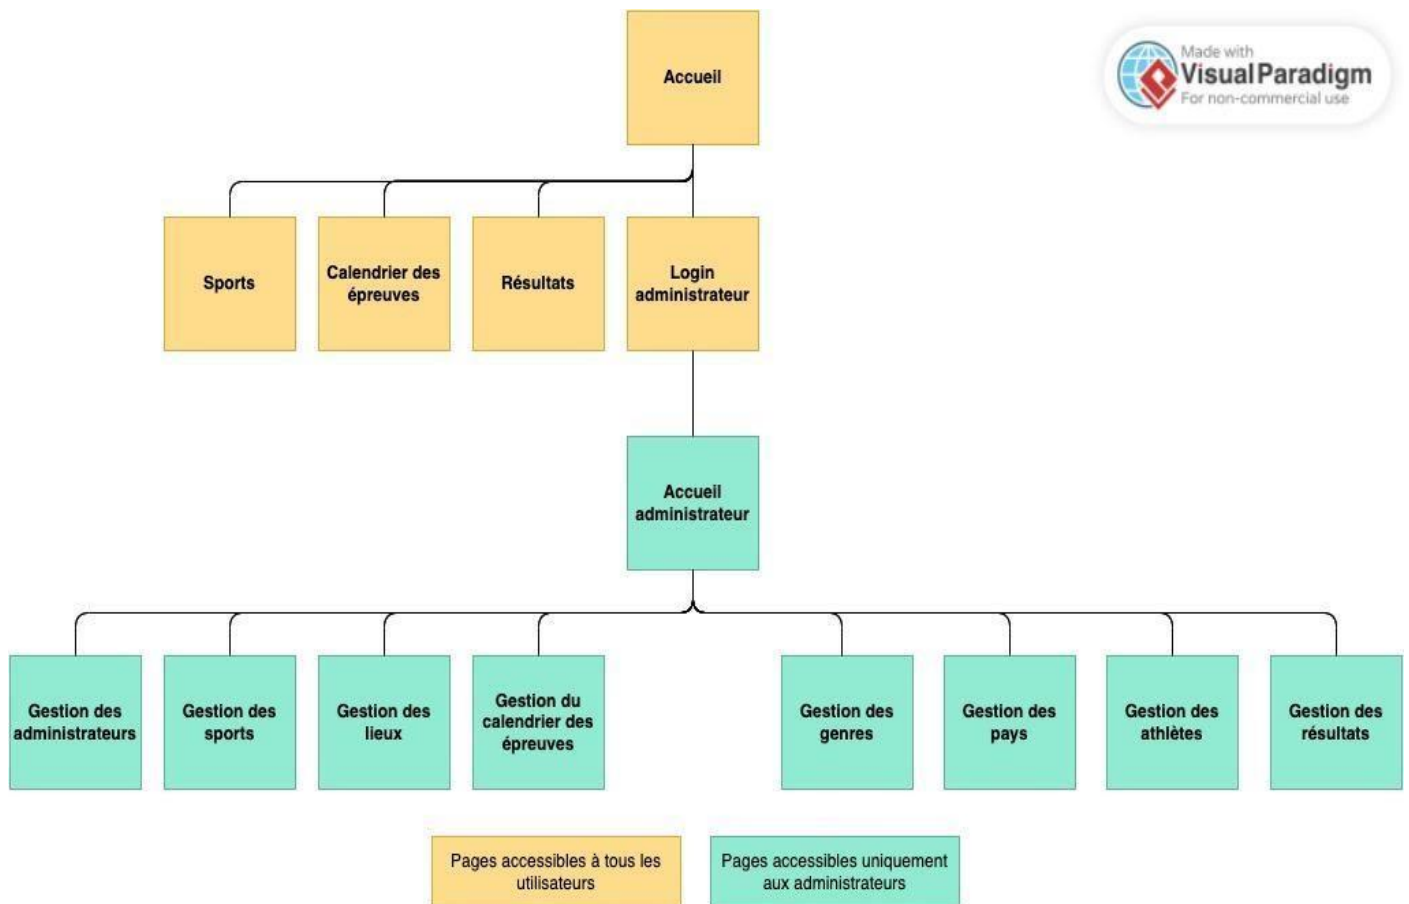 Accueil
Made with
Visual Paradigm
For non-commercial use
Sports
Calendrier des
épreuves
Résultats
Login
administrateur
Accueil
administrateur
Gestion des
administrateurs
Gestion des
sports
Gestion des
lieux
Gestion du
calendrier des
épreuves
Gestion des
genres
Gestion des
pays
Gestion des
athlètes
Gestion des
résultats
Pages accessibles à tous les
utilisateurs
Pages accessibles uniquement
aux administrateurs